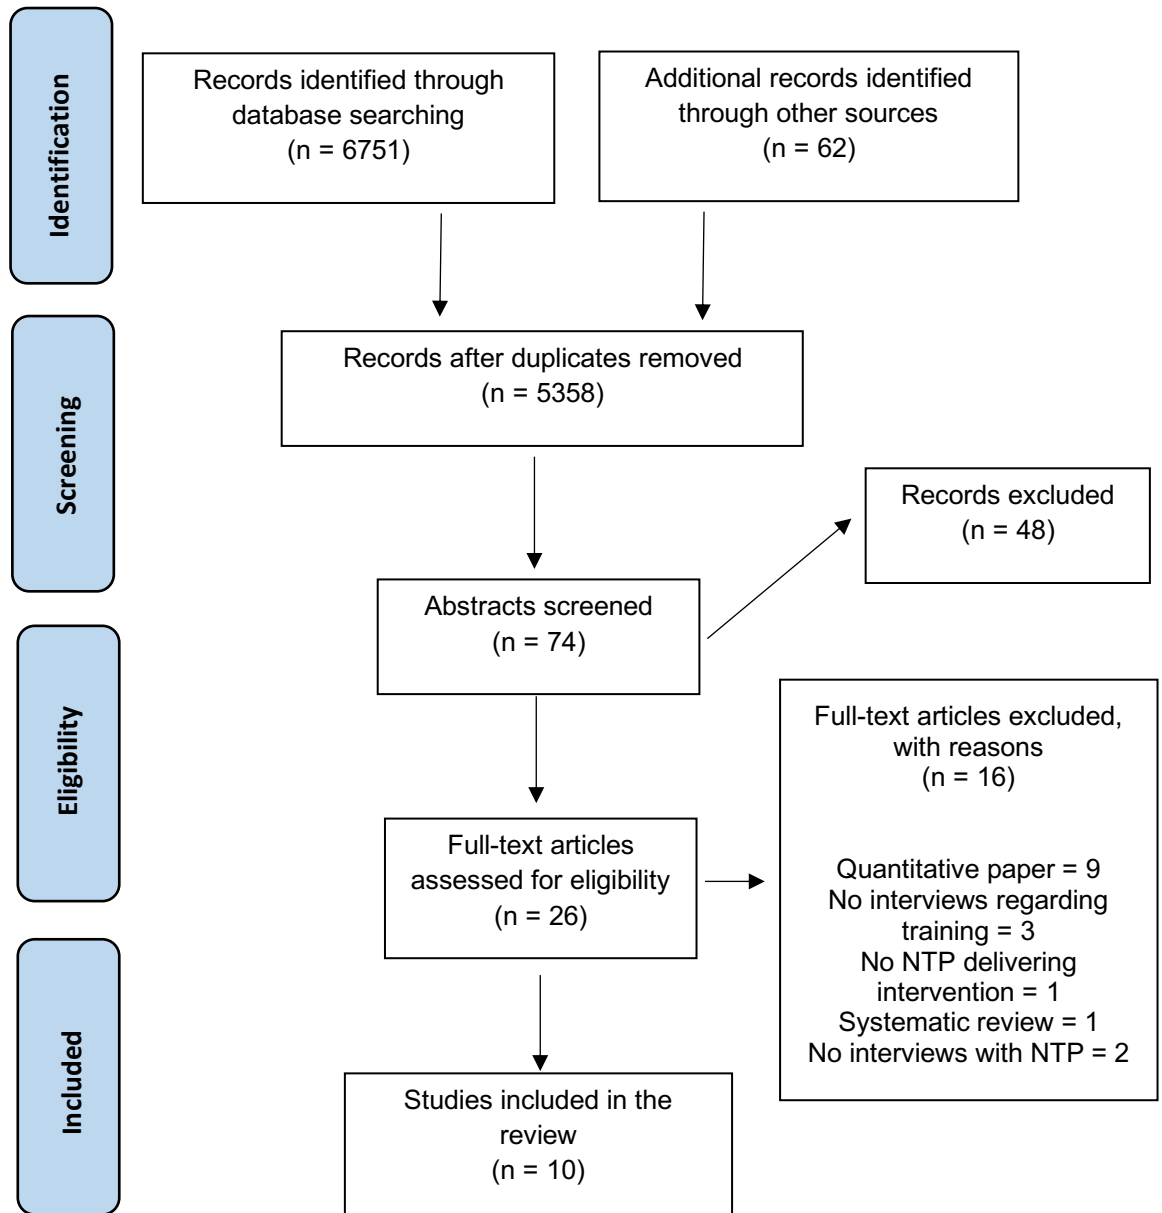 Identification
Records identified through
database searching
(n = 6751)
Additional records identified
through other sources
(n = 62)
Screening
Records after duplicates removed
(n = 5358)
Records excluded
(n = 48)
Abstracts screened
(n = 74)
Eligibility
Full-text articles excluded,
with reasons
(n = 16)
Quantitative paper = 9
No interviews regarding
training = 3
No NTP delivering
intervention = 1
Systematic review = 1
No interviews with NTP = 2
Full-text articles
assessed for eligibility
(n = 26)
Included
Studies included in the
review
(n = 10)